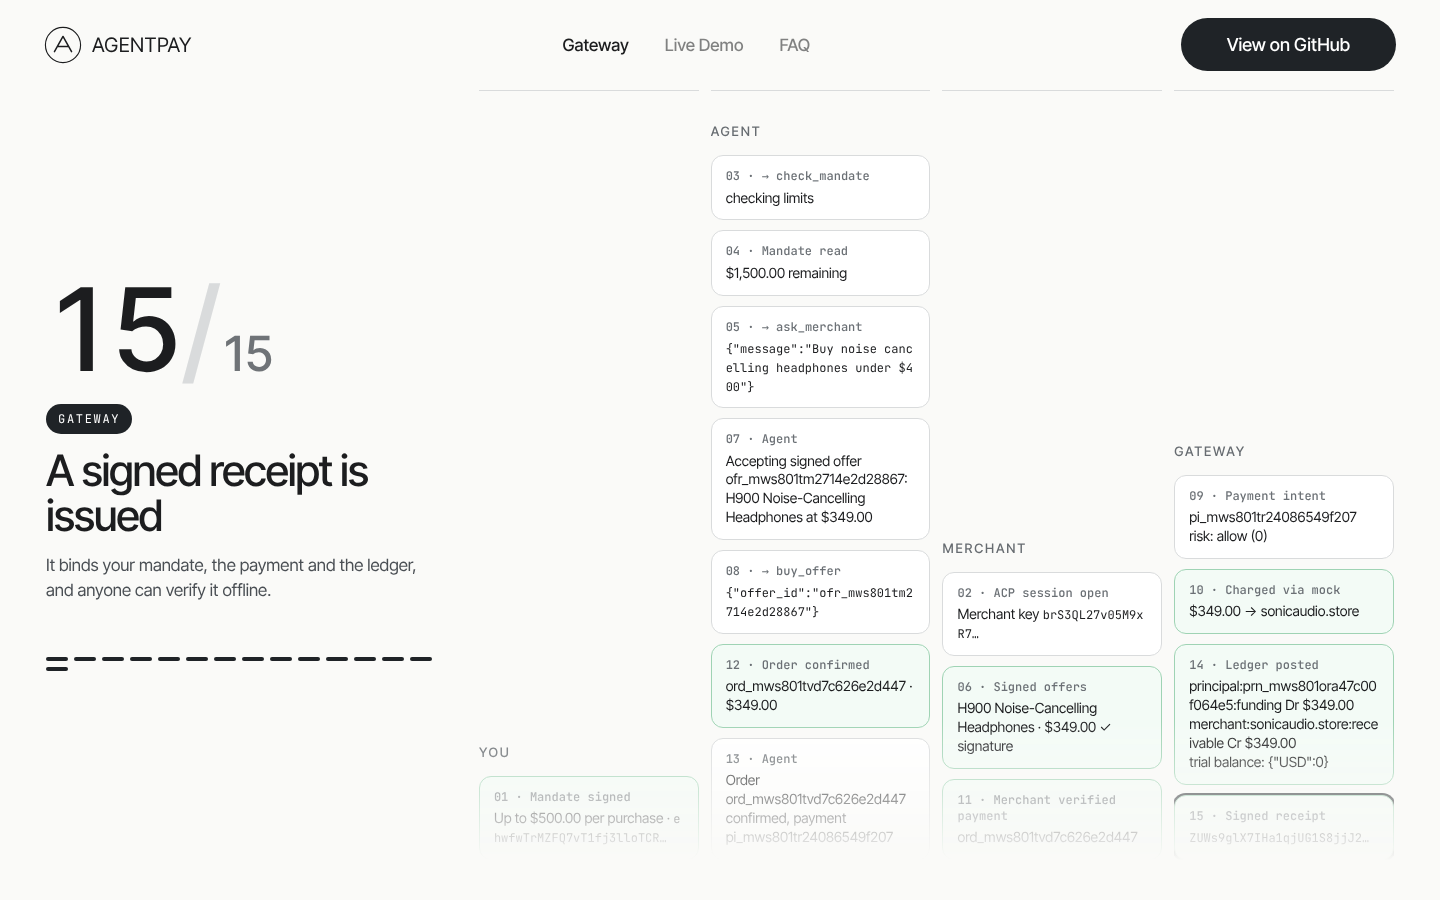 AGENTPAY
Gateway
Live Demo
FAQ
View on GitHub
15/15
GATEWAY
A signed receipt is
issued
It binds your mandate, the payment and the ledger,
and anyone can verify it offline.
YOU
01 · Mandate signed
Up to $500.00 per purchase · e
hwfwTrMZFQ7vT1fj3lloTCR…
AGENT
03 · → check_mandate
checking limits
04 · Mandate read
$1,500.00 remaining
05 · → ask_merchant
{"message":"Buy noise canc
elling headphones under $4
00"}
07 · Agent
Accepting signed offer
ofr_mws801tm2714e2d28867:
H900 Noise-Cancelling
Headphones at $349.00
08 · → buy_offer
{"offer_id":"ofr_mws801tm2
714e2d28867"}
12 · Order confirmed
ord_mws801tvd7c626e2d447 ·
$349.00
13 · Agent
Order
ord_mws801tvd7c626e2d447
confirmed, payment
pi_mws801tr24086549f207
MERCHANT
02 · ACP session open
Merchant key brS3QL27v05M9x
R7…
06 · Signed offers
H900 Noise-Cancelling
Headphones · $349.00 ✓
signature
11 · Merchant verified
payment
ord_mws801tvd7c626e2d447
GATEWAY
09 · Payment intent
pi_mws801tr24086549f207
risk: allow (0)
10 · Charged via mock
$349.00 → sonicaudio.store
14 · Ledger posted
principal:prn_mws801ora47c00
f064e5:funding Dr $349.00
merchant:sonicaudio.store:rece
ivable Cr $349.00
trial balance: {"USD":0}
15 · Signed receipt
ZUWs9glX7IHa1qjUG1S8jjJ2…